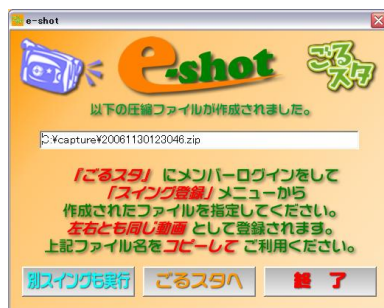 e-shot
e-shot
ごるスタ
以下の圧縮ファイルが作成されました。
C:¥capture¥20061130123046.zip
「ごるスタ」 にメンバーログインをして
「スイング登録」メニューから
作成されたファイルを指定してください。
左右とも同じ動画 として登録されます。
上記ファイル名をコピーして ご利用ください。
別スイングも実行
ごるスタへ
終 了